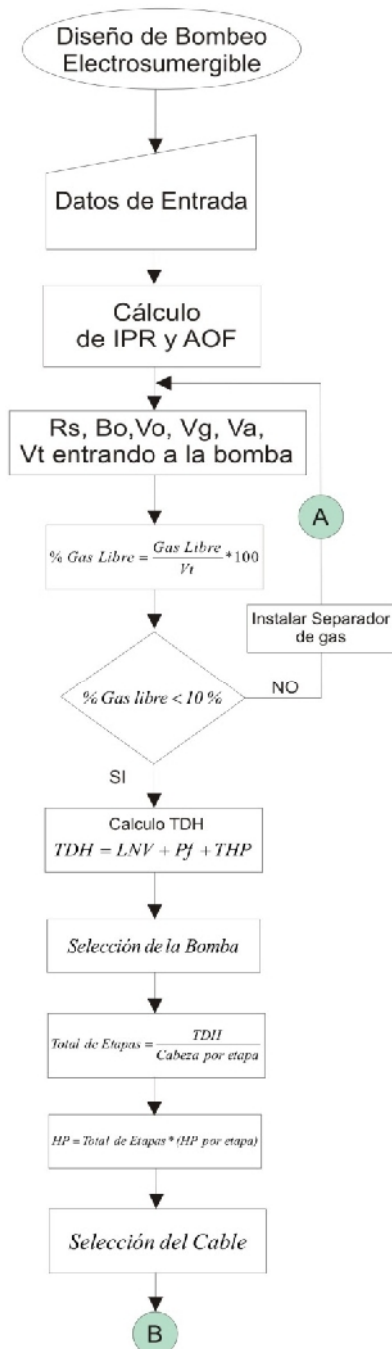 Diseño de Bombeo
Electrosumergible
Datos de Entrada
Cálculo
de IPR y AOF
Rs, Bo,Vo, Vg, Va,
Vt entrando a la bomba
A
% Gas Libre = Gas Libre / Vt *100
Instalar Separador
de gas
% Gas libre < 10 %
NO
SI
Calculo TDH
TDH = LNV + Pf + THP
Selección de la Bomba
Total de Etapas = TDH / Cabeza por etapa
HP = Total de Etapas * (HP por etapa)
Selección del Cable
B